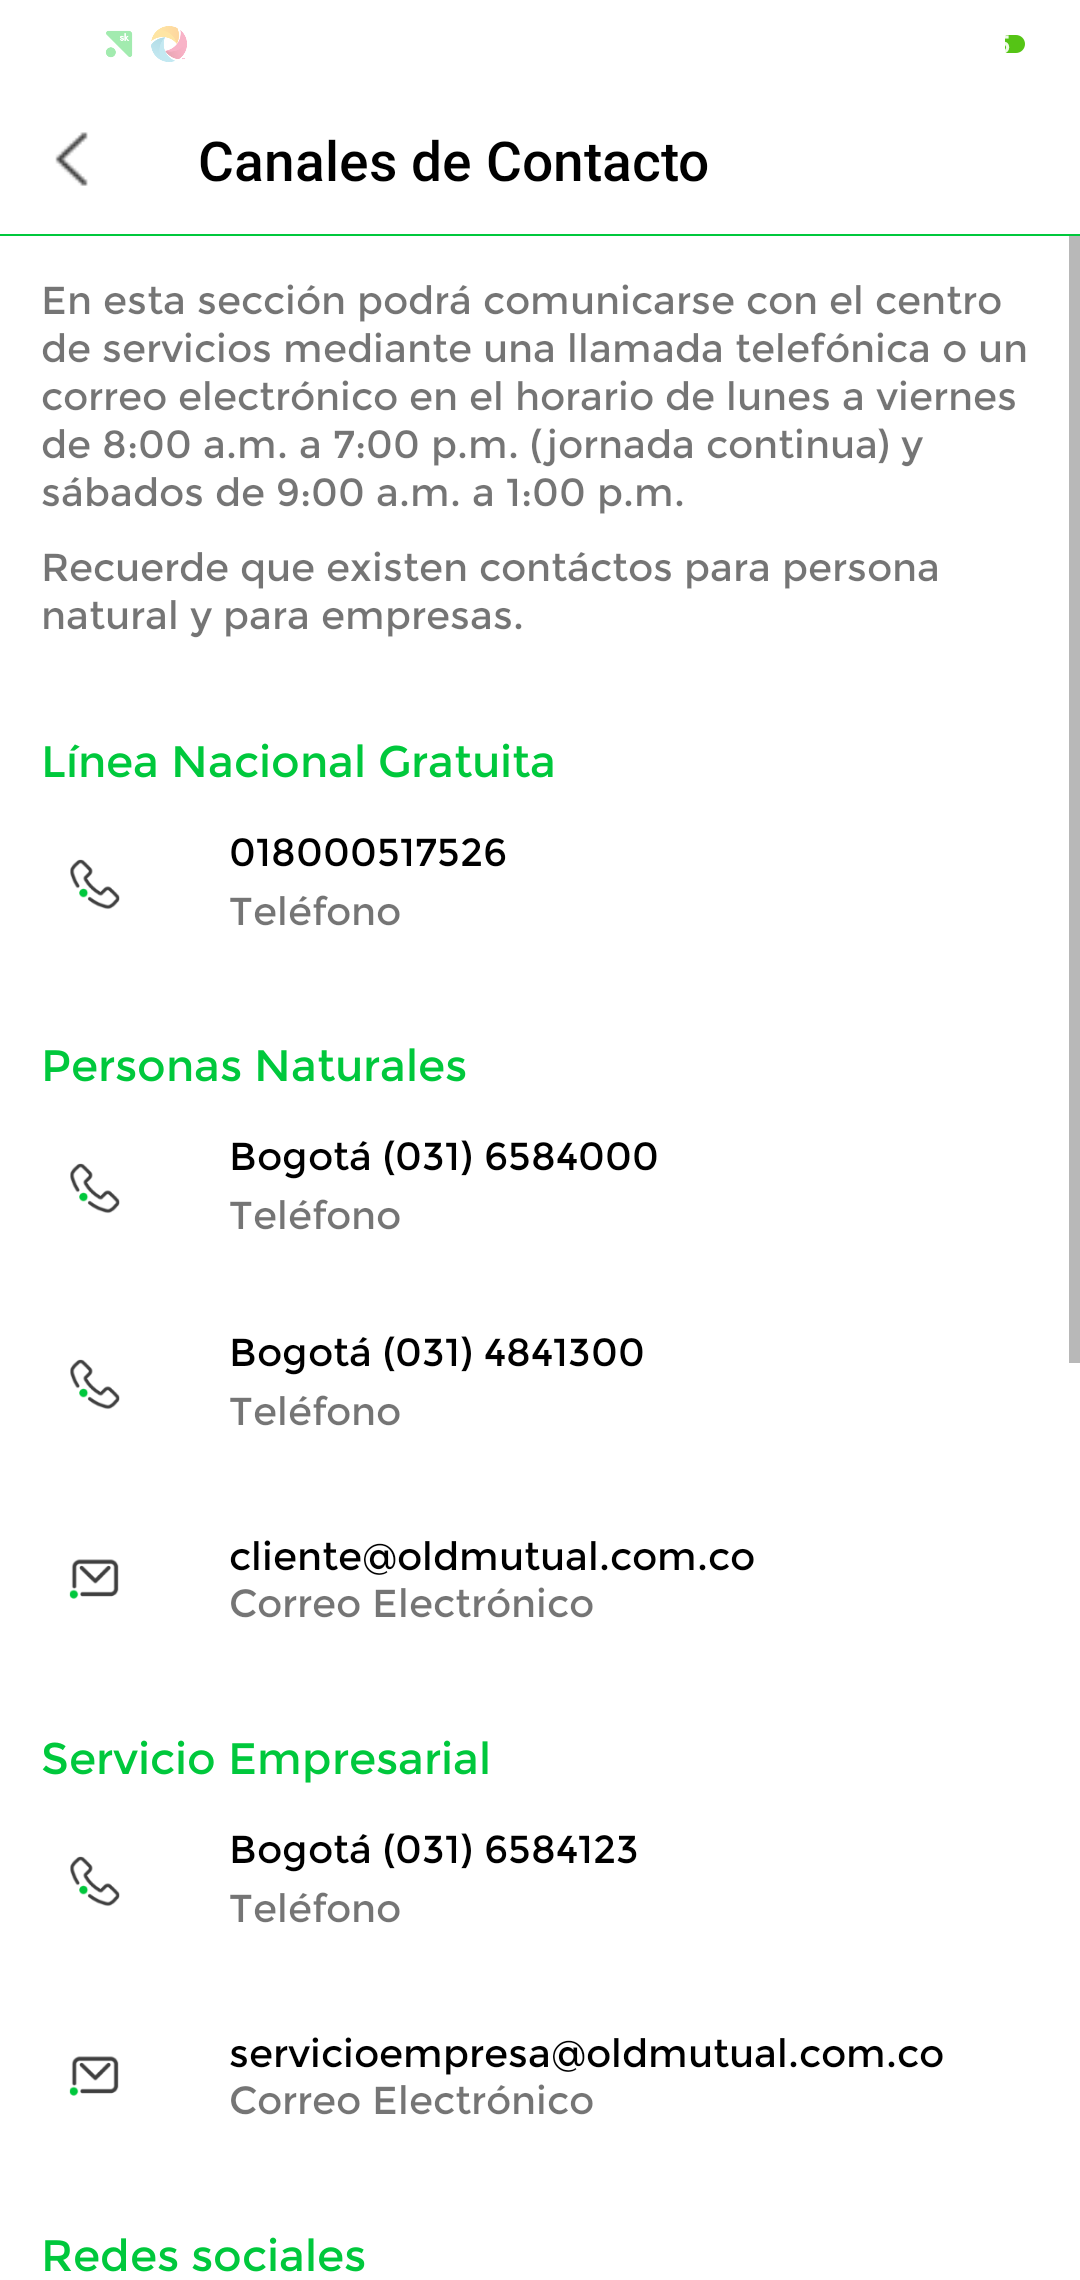 sk
Canales de Contacto
En esta sección podrá comunicarse con el centro
de servicios mediante una llamada telefónica o un
correo electrónico en el horario de lunes a viernes
de 8:00 a.m. a 7:00 p.m. (jornada continua) y
sábados de 9:00 a.m. a 1:00 p.m.
Recuerde que existen contáctos para persona
natural y para empresas.
Línea Nacional Gratuita
018000517526
Teléfono
Personas Naturales
Bogotá (031) 6584000
Teléfono
Bogotá (031) 4841300
Teléfono
cliente@oldmutual.com.co
Correo Electrónico
Servicio Empresarial
Bogotá (031) 6584123
Teléfono
servicioempresa@oldmutual.com.co
Correo Electrónico
Redes sociales